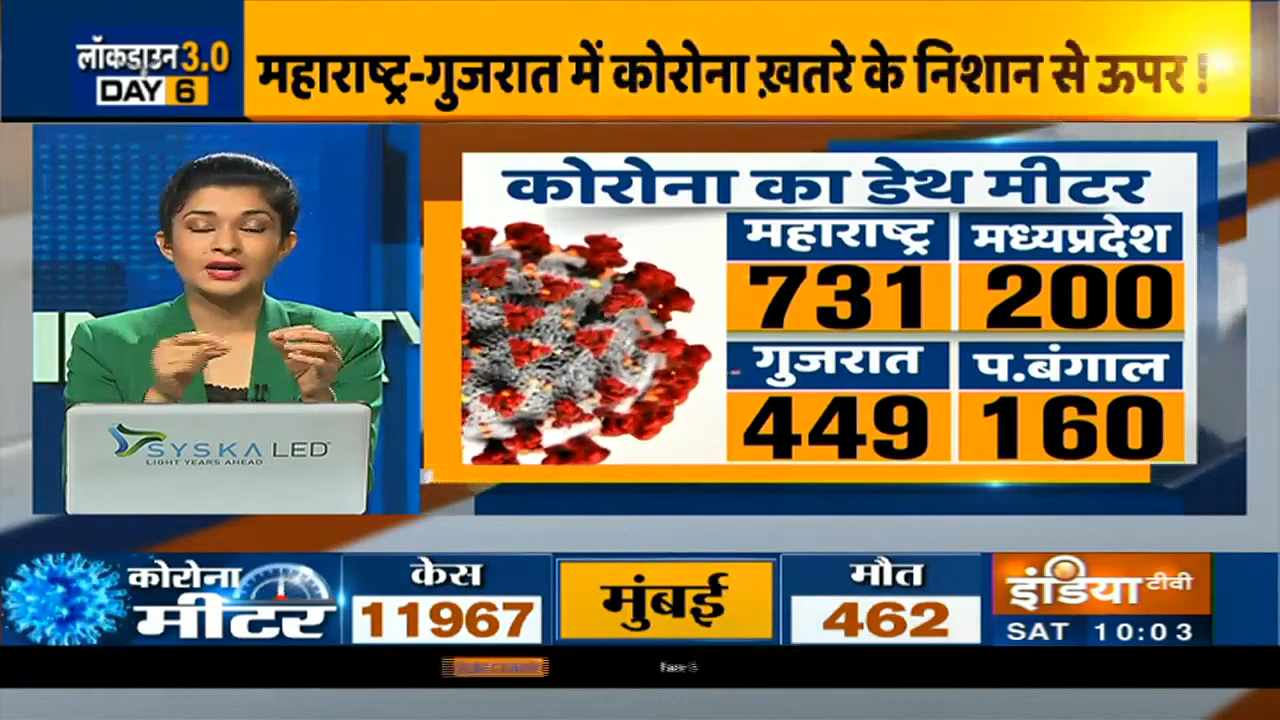 लॉकडाउन 3.0
DAY 6
महाराष्ट्र-गुजरात में कोरोना ख़तरे के निशान से ऊपर !
कोरोना का डेथ मीटर
महाराष्ट्र
मध्यप्रदेश
731
200
गुजरात
प.बंगाल
449
160
SYSKA LED
LIGHT YEARS AHEAD
कोरोना
मीटर
केस
11967
मुंबई
मौत
462
इंडिया टीवी
SAT 10:03